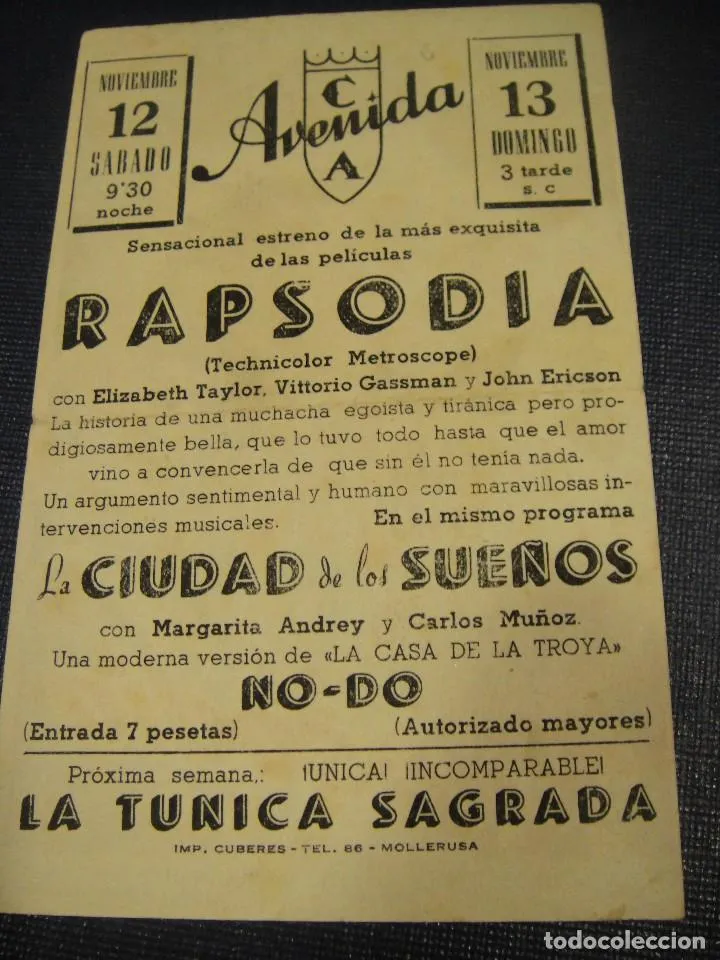 NOVIEMBRE
12
SABADO
9'30
noche
Avenida
C
A
NOVIEMBRE
13
DOMINGO
3 tarde
s. c
Sensacional estreno de la más exquisita
de las películas
RAPSODIA
(Technicolor Metroscope)
con Elizabeth Taylor, Vittorio Gassman y John Ericson
La historia de una muchacha egoista y tiránica pero pro-
digiosamente bella, que lo tuvo todo hasta que el amor
vino a convencerla de que sin él no tenía nada.
Un argumento sentimental y humano con maravillosas in-
tervenciones musicales. En el mismo programa
La CIUDAD de los SUEÑOS
con Margarita Andrey y Carlos Muñoz.
Una moderna versión de «LA CASA DE LA TROYA»
NO-DO
(Entrada 7 pesetas) (Autorizado mayores)
Próxima semana,: ¡UNICA! ¡INCOMPARABLE!
LA TUNICA SAGRADA
IMP. CUBERES - TEL. 86 - MOLLERUSA
todocoleccion
todocoleccion.net